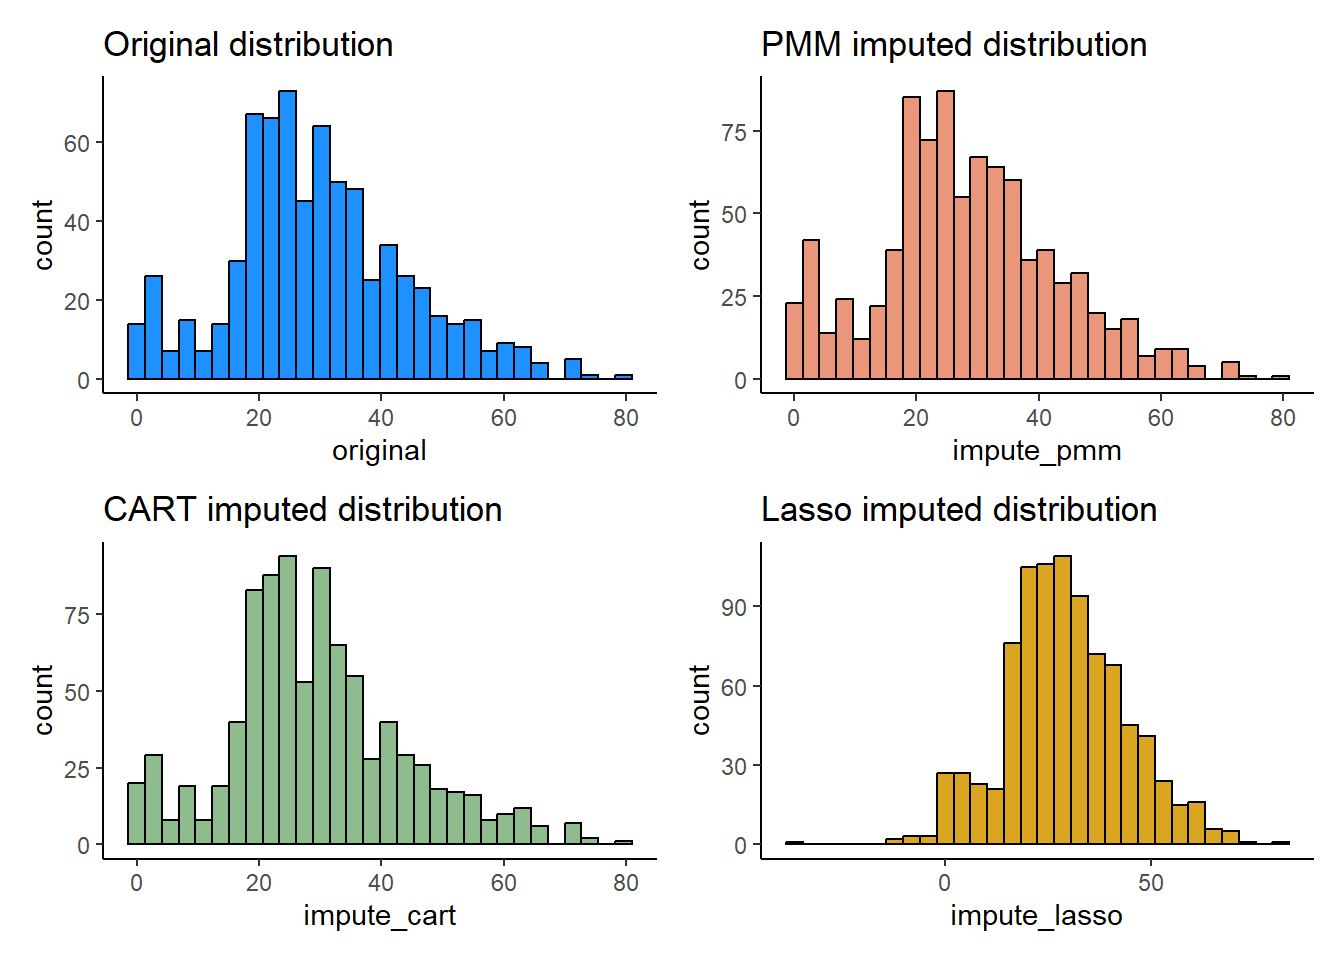 Original distribution
60
40
20
0
count
0 20 40 60 80
original
PMM imputed distribution
75
50
25
0
count
0 20 40 60 80
impute_pmm
CART imputed distribution
75
50
25
0
count
0 20 40 60 80
impute_cart
Lasso imputed distribution
90
60
30
0
count
0 50
impute_lasso